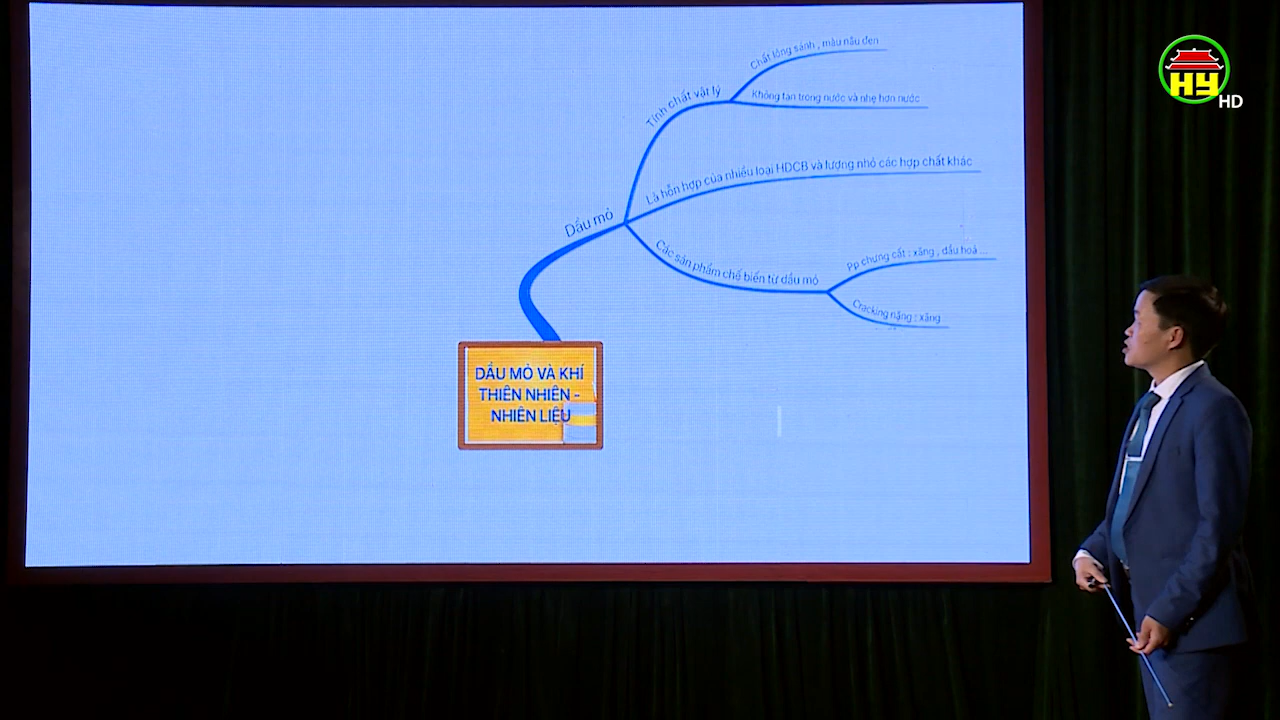 Chất lỏng sánh , màu nâu đen
Tính chất vật lý
Không tan trong nước và nhẹ hơn nước
Là hỗn hợp của nhiều loại HDCB và lượng nhỏ các hợp chất khác
Dầu mỏ
Các sản phẩm chế biến từ dầu mỏ
Pp chưng cất : xăng , dầu hoả ...
Cracking nặng : xăng
DẦU MỎ VÀ KHÍ
THIÊN NHIÊN -
NHIÊN LIỆU
HY
HD